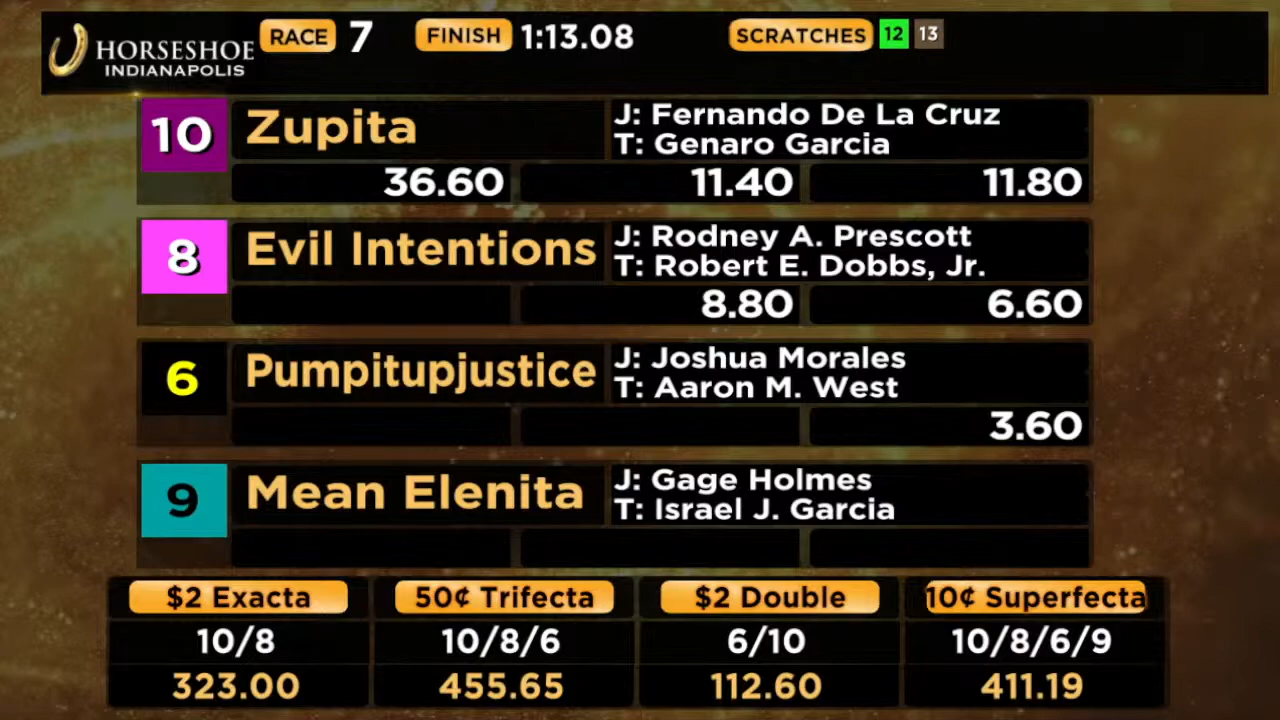 HORSESHOE
INDIANAPOLIS
RACE 7 FINISH 1:13.08 SCRATCHES 12 13
10 Zupita J: Fernando De La Cruz
T: Genaro Garcia
36.60 11.40 11.80
8 Evil Intentions J: Rodney A. Prescott
T: Robert E. Dobbs, Jr.
8.80 6.60
6 Pumpitupjustice J: Joshua Morales
T: Aaron M. West
3.60
9 Mean Elenita J: Gage Holmes
T: Israel J. Garcia
$2 Exacta 50¢ Trifecta $2 Double 10¢ Superfecta
10/8 10/8/6 6/10 10/8/6/9
323.00 455.65 112.60 411.19